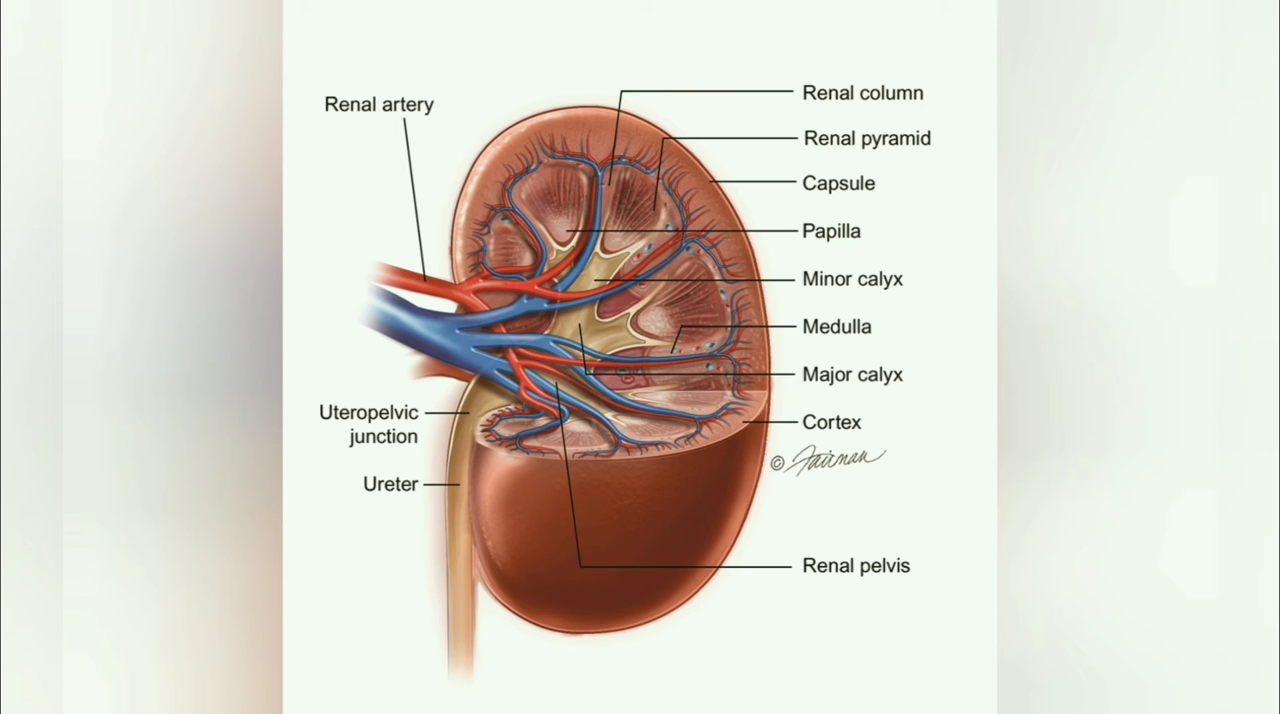 Renal artery
Renal column
Renal pyramid
Capsule
Papilla
Minor calyx
Medulla
Major calyx
Uteropelvic
junction
Cortex
© Fairman
Ureter
Renal pelvis